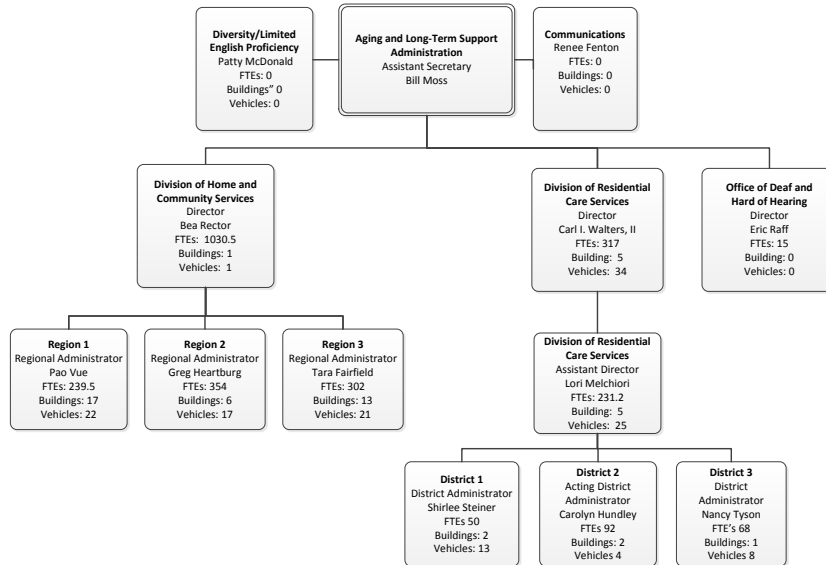 Diversity/Limited
English Proficiency
Patty McDonald
FTEs: 0
Buildings” 0
Vehicles: 0
Aging and Long-Term Support
Administration
Assistant Secretary
Bill Moss
Communications
Renee Fenton
FTEs: 0
Buildings: 0
Vehicles: 0
Division of Home and
Community Services
Director
Bea Rector
FTEs: 1030.5
Buildings: 1
Vehicles: 1
Division of Residential
Care Services
Director
Carl I. Walters, II
FTEs: 317
Building: 5
Vehicles: 34
Office of Deaf and
Hard of Hearing
Director
Eric Raff
FTEs: 15
Building: 0
Vehicles: 0
Region 1
Regional Administrator
Pao Vue
FTEs: 239.5
Buildings: 17
Vehicles: 22
Region 2
Regional Administrator
Greg Heartburg
FTEs: 354
Buildings: 6
Vehicles: 17
Region 3
Regional Administrator
Tara Fairfield
FTEs: 302
Buildings: 13
Vehicles: 21
Division of Residential
Care Services
Assistant Director
Lori Melchiori
FTEs: 231.2
Building: 5
Vehicles: 25
District 1
District Administrator
Shirlee Steiner
FTEs 50
Buildings: 2
Vehicles: 13
District 2
Acting District
Administrator
Carolyn Hundley
FTEs 92
Buildings: 2
Vehicles 4
District 3
District
Administrator
Nancy Tyson
FTE’s 68
Buildings: 1
Vehicles 8